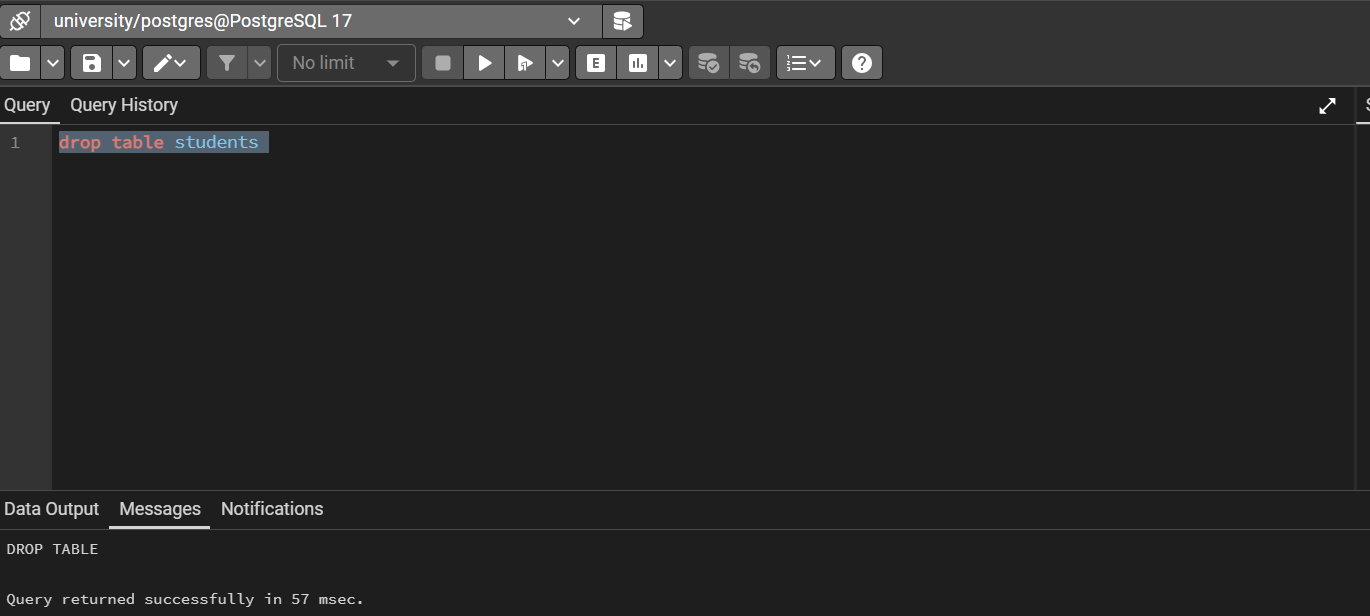 university/postgres@PostgreSQL 17
No limit
E
Query Query History
1 drop table students
Data Output Messages Notifications
DROP TABLE
Query returned successfully in 57 msec.